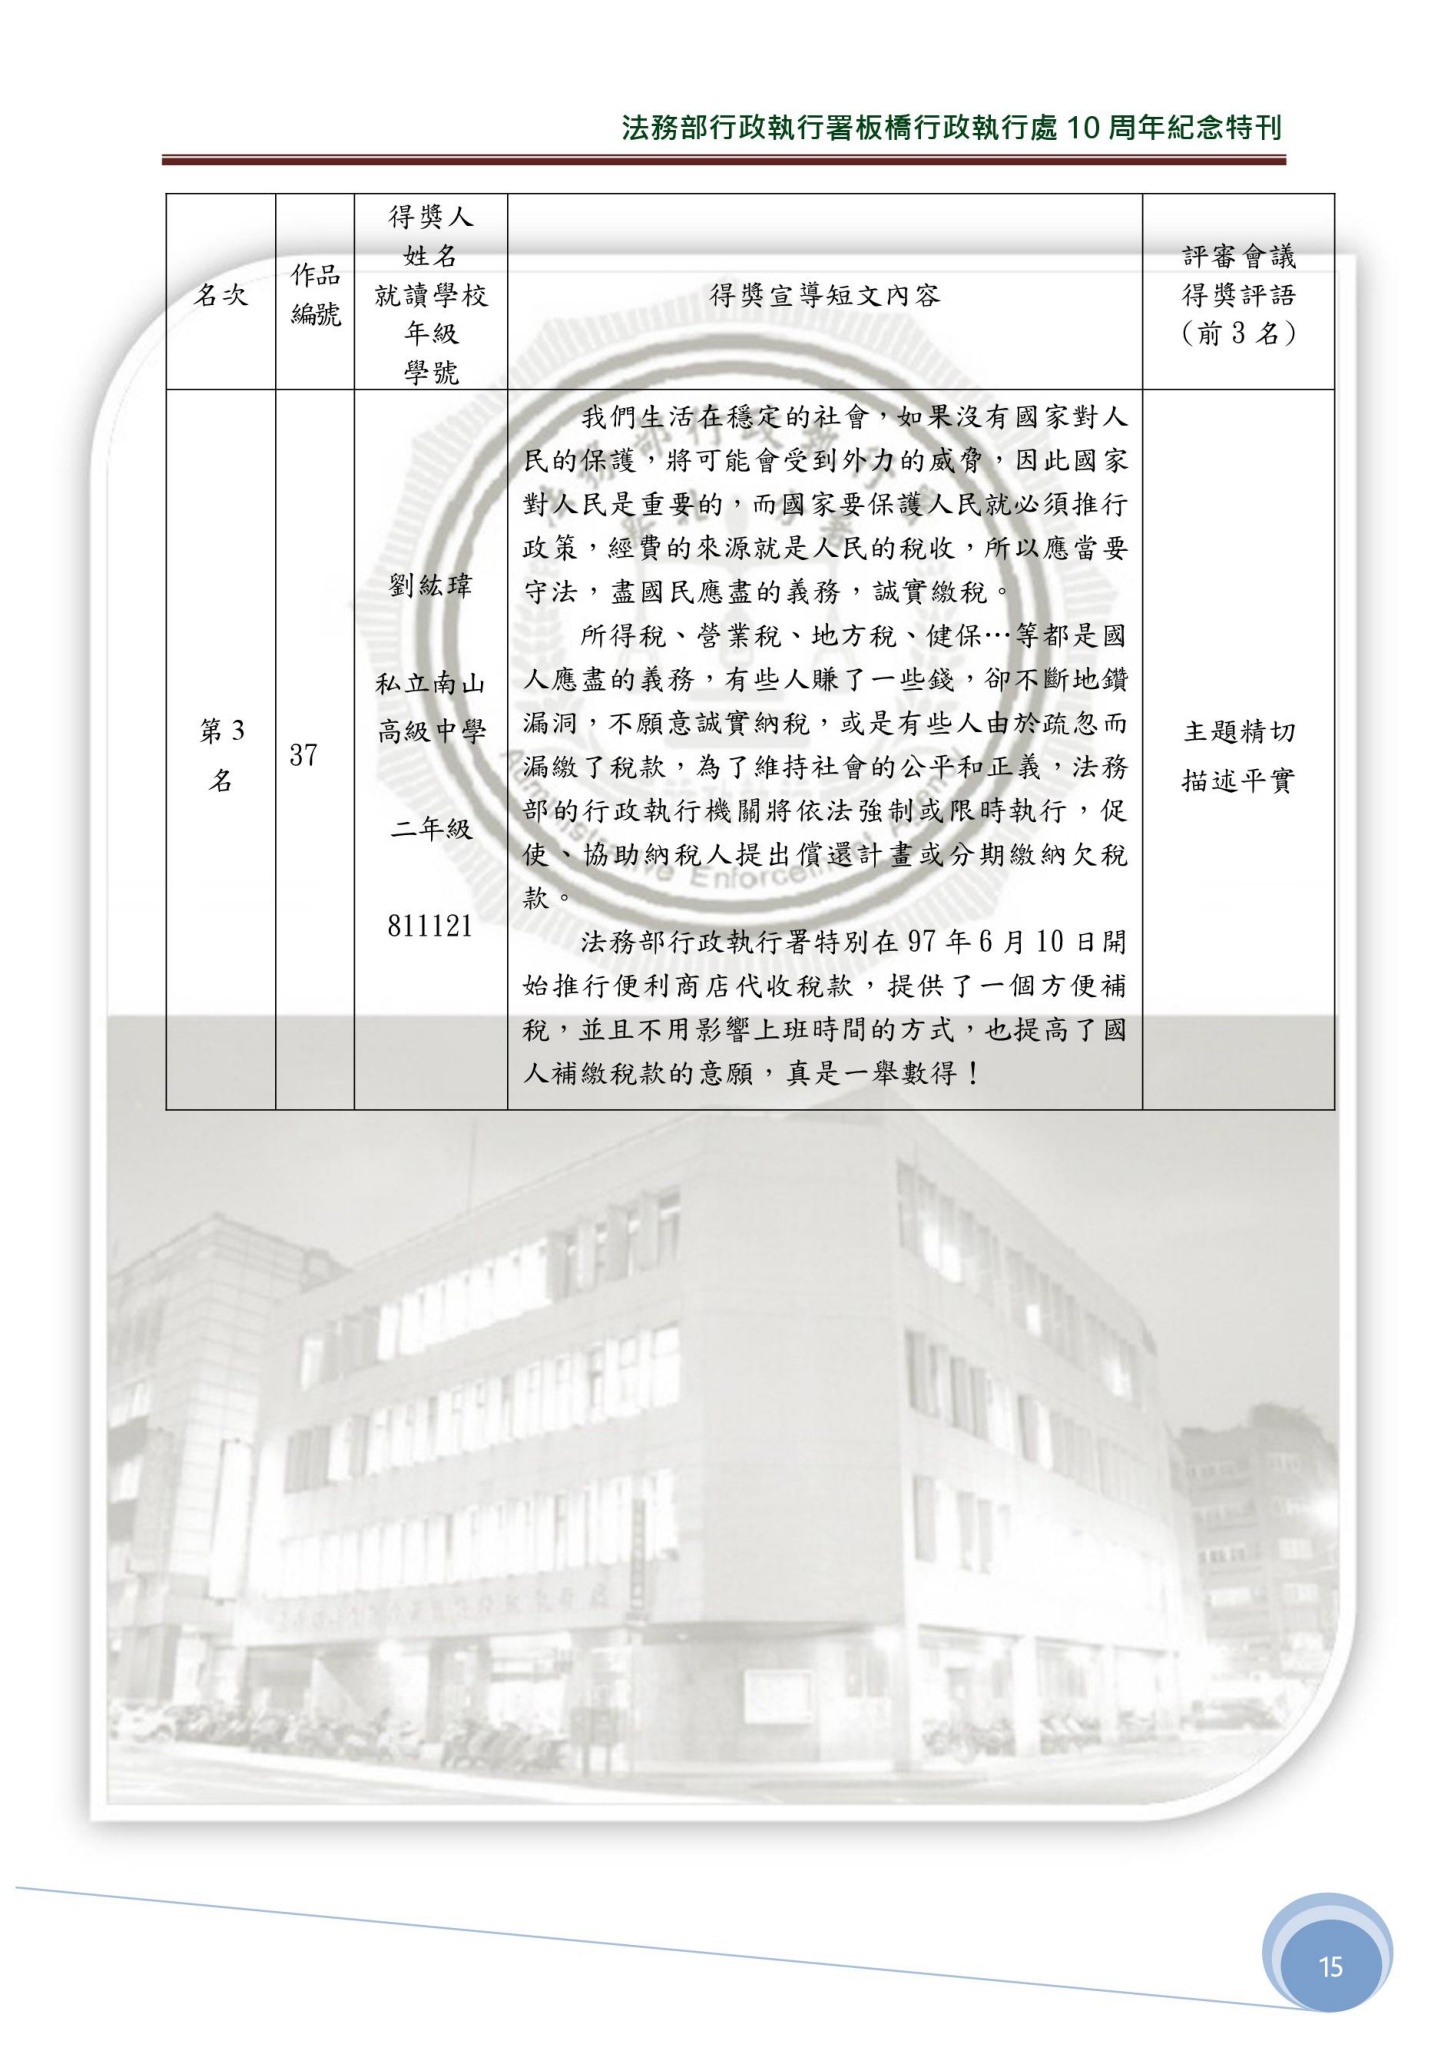 法務部行政執行署板橋行政執行處 10 周年紀念特刊
名次
作品
編號
得獎人
姓名
就讀學校
年級
學號
得獎宣導短文內容
評審會議
得獎評語
（前 3 名）
第 3
名
37
劉紘瑋
私立南山
高級中學
二年級
811121
我們生活在穩定的社會，如果沒有國家對人
民的保護，將可能會受到外力的威脅，因此國家
對人民是重要的，而國家要保護人民就必須推行
政策，經費的來源就是人民的稅收，所以應當要
守法，盡國民應盡的義務，誠實繳稅。
所得稅、營業稅、地方稅、健保…等都是國
人應盡的義務，有些人賺了一些錢，卻不斷地鑽
漏洞，不願意誠實納稅，或是有些人由於疏忽而
漏繳了稅款，為了維持社會的公平和正義，法務
部的行政執行機關將依法強制或限時執行，促
使、協助納稅人提出償還計畫或分期繳納欠稅
款。
法務部行政執行署特別在 97 年 6 月 10 日開
始推行便利商店代收稅款，提供了一個方便補
稅，並且不用影響上班時間的方式，也提高了國
人補繳稅款的意願，真是一舉數得！
主題精切
描述平實
法務部行政執行署
新北分署
Administrative Enforcement Agency
15